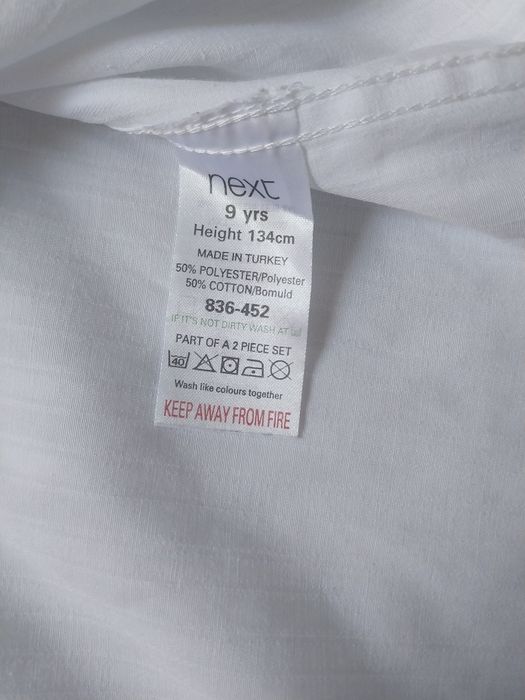 next
9 yrs
Height 134cm
MADE IN TURKEY
50% POLYESTER/Polyester
50% COTTON/Bomuld
836-452
IF IT'S NOT DIRTY WASH AT
PART OF A 2 PIECE SET
40
Wash like colours together
KEEP AWAY FROM FIRE